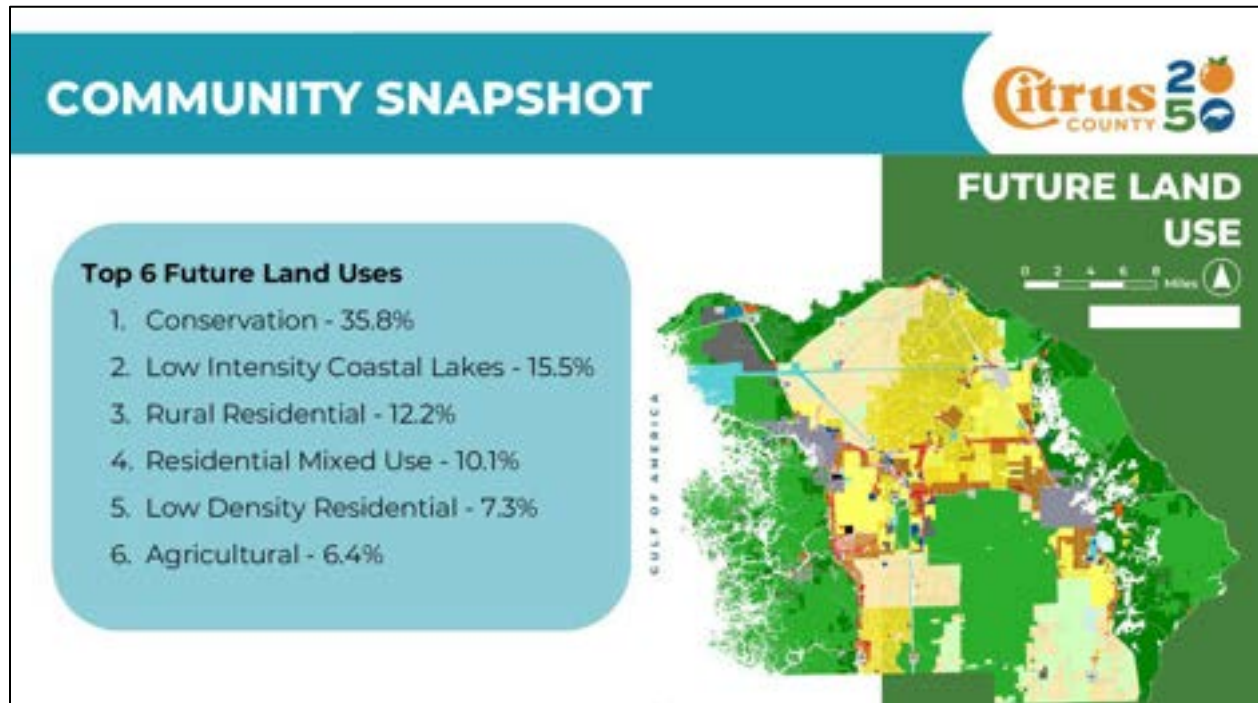 COMMUNITY SNAPSHOT
Citrus
COUNTY
2050
FUTURE LAND
USE
0 2 4 6 8 Miles
Top 6 Future Land Uses
1. Conservation - 35.8%
2. Low Intensity Coastal Lakes - 15.5%
3. Rural Residential - 12.2%
4. Residential Mixed Use - 10.1%
5. Low Density Residential - 7.3%
6. Agricultural - 6.4%
GULF OF AMERICA